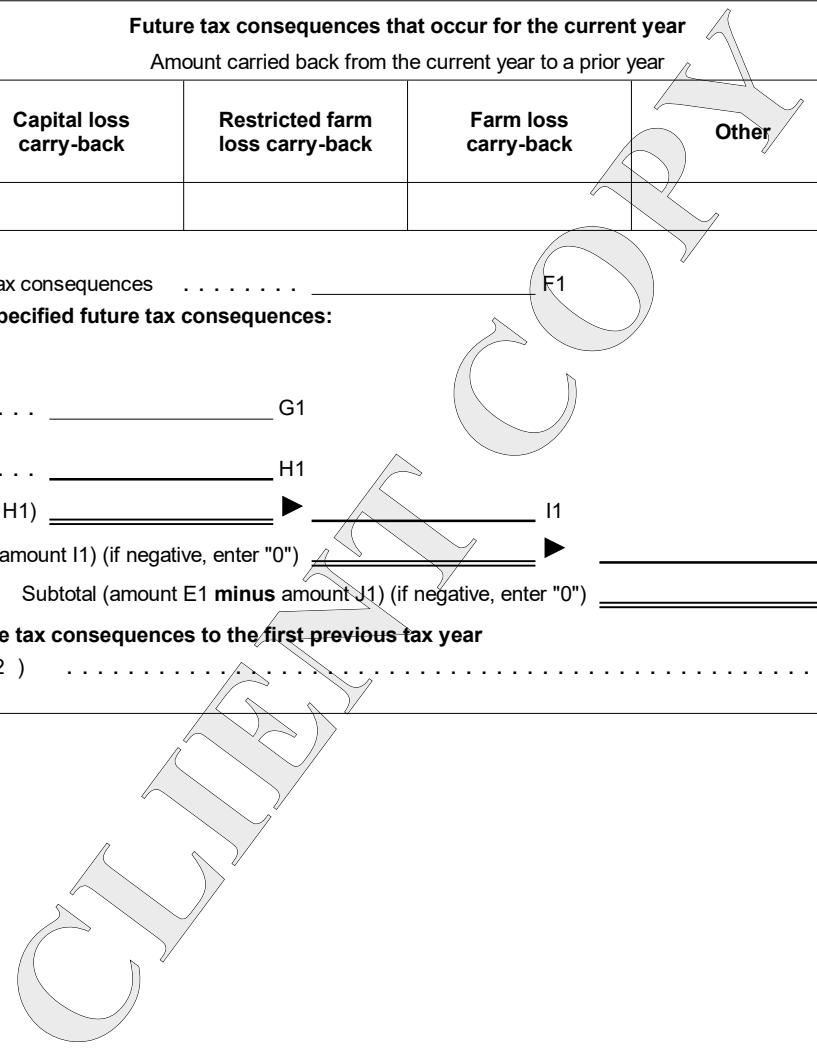 Future tax consequences that occur for the current year
Amount carried back from the current year to a prior year
Capital loss carry-back
Restricted farm loss carry-back
Farm loss carry-back
Other
tax consequences . . . . . . . . F1
specified future tax consequences:
. . . G1
. . . H1
H1) I1
amount I1) (if negative, enter "0")
Subtotal (amount E1 minus amount J1) (if negative, enter "0")
e tax consequences to the first previous tax year
2 ) . . . . . . . . . . . . . . . . . . . . . . . . . . . . . . . . . . . . . . . . . . . . . . . . . . . . . . . . . .
CLIENT COPY